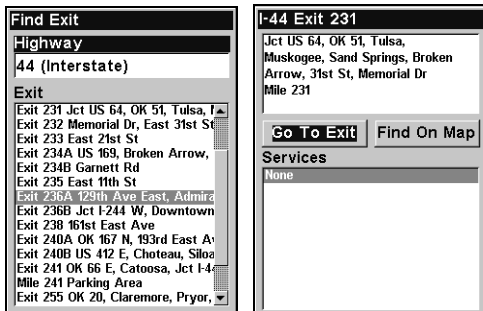 Find Exit
Highway
44 (Interstate)
Exit
Exit 231 Jct US 64, OK 51, Tulsa,
Exit 232 Memorial Dr, East 31st St
Exit 233 East 21st St
Exit 234A US 169, Broken Arrow,
Exit 234B Garnett Rd
Exit 235 East 11th St
Exit 236A 129th Ave East, Admira
Exit 236B Jct I-244 W, Downtown
Exit 238 161st East Ave
Exit 240A OK 167 N, 193rd East Av
Exit 240B US 412 E, Choteau, Siloa
Exit 241 OK 66 E, Catoosa, Jct I-44
Mile 241 Parking Area
Exit 255 OK 20, Claremore, Pryor,
I-44 Exit 231
Jct US 64, OK 51, Tulsa,
Muskogee, Sand Springs, Broken
Arrow, 31st St, Memorial Dr
Mile 231
Go To Exit
Find On Map
Services
None